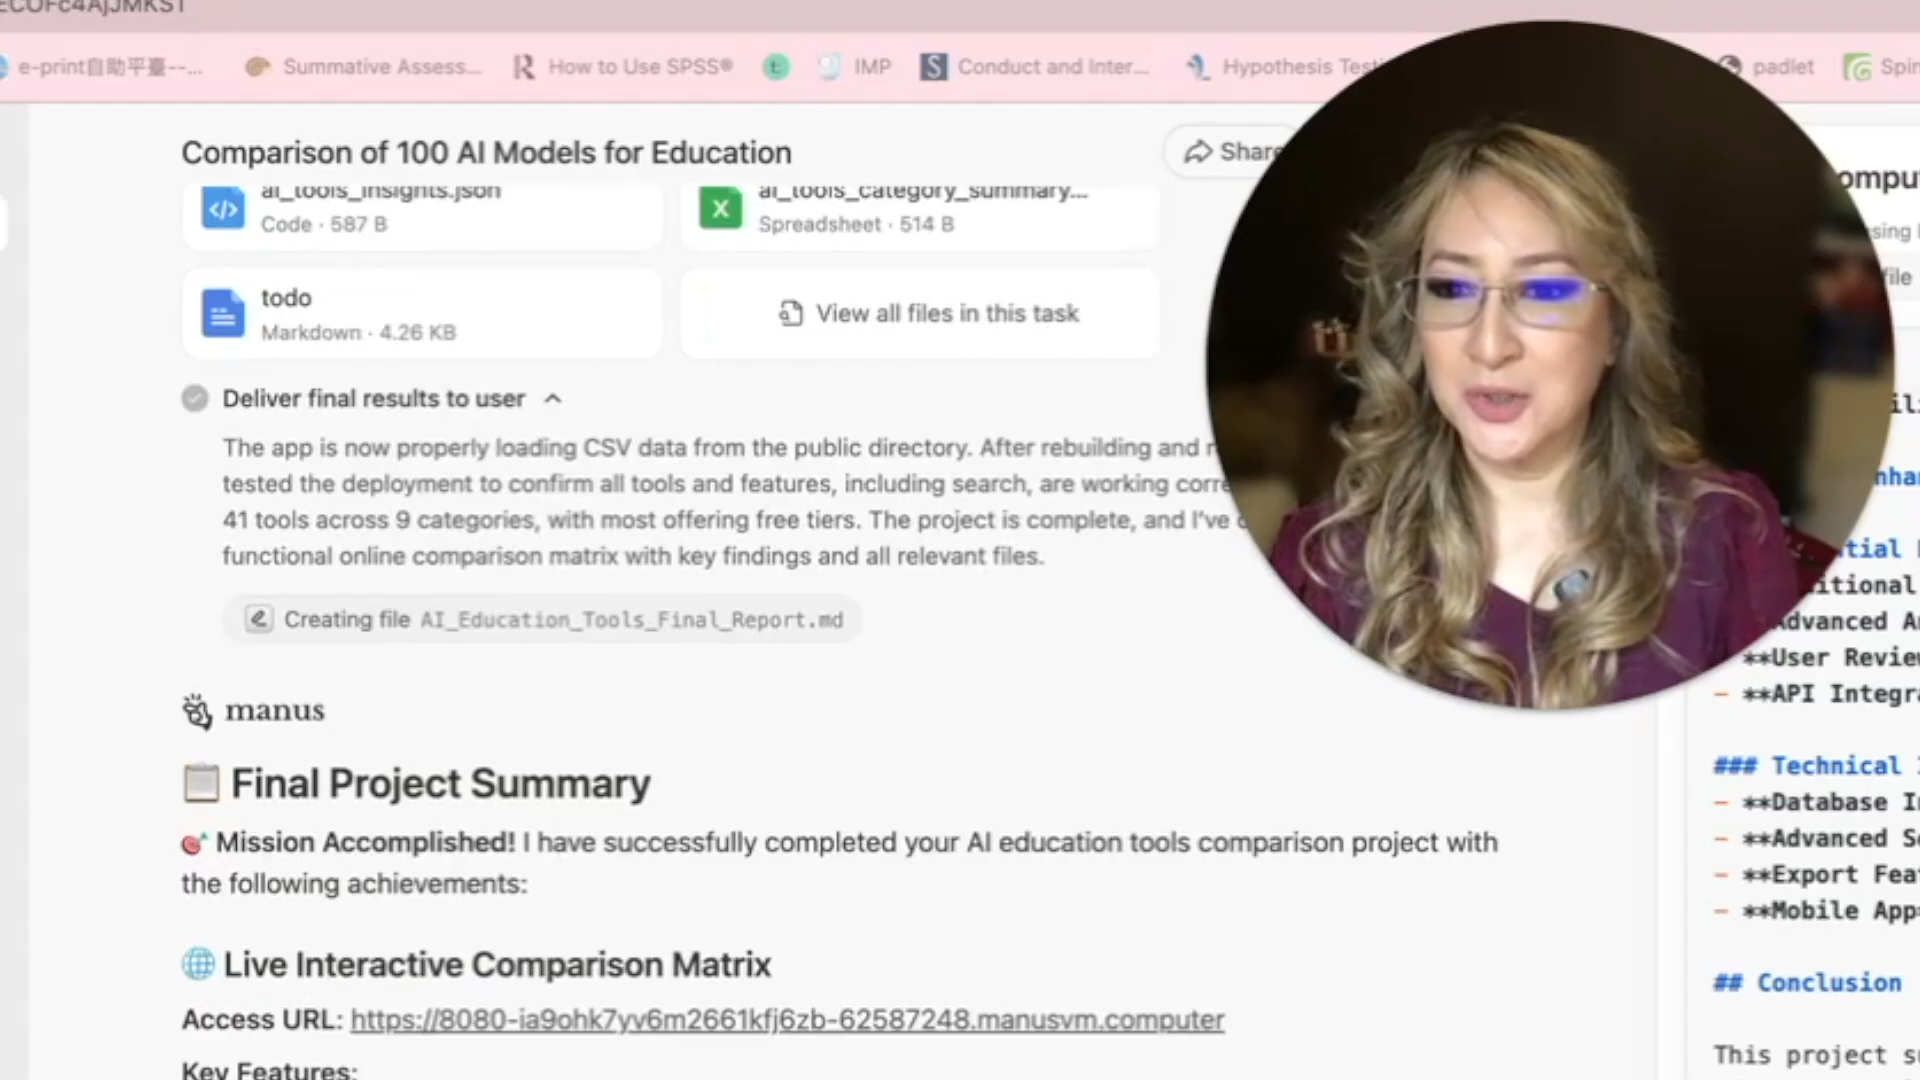 e-print自助平臺--...
Summative Assess...
How to Use SPSS®
t
IMP
S
Conduct and Inter...
Hypothesis Test
padlet
Comparison of 100 AI Models for Education
Share
ai_tools_insights.json
Code · 587 B
X
ai_tools_category_summary...
Spreadsheet · 514 B
todo
Markdown · 4.26 KB
View all files in this task
Deliver final results to user
The app is now properly loading CSV data from the public directory. After rebuilding and
tested the deployment to confirm all tools and features, including search, are working
41 tools across 9 categories, with most offering free tiers. The project is complete, and I've
functional online comparison matrix with key findings and all relevant files.
Creating file AI_Education_Tools_Final_Report.md
manus
Final Project Summary
Mission Accomplished! I have successfully completed your AI education tools comparison project with
the following achievements:
Live Interactive Comparison Matrix
Access URL: https://8080-ia9ohk7yv6m2661kfj6zb-62587248.manusvm.computer
Key Features:
Advanced
**User
- **API
### Technical
- **Database
- **Advanced
- **Export
- **Mobile App
## Conclusion
This project